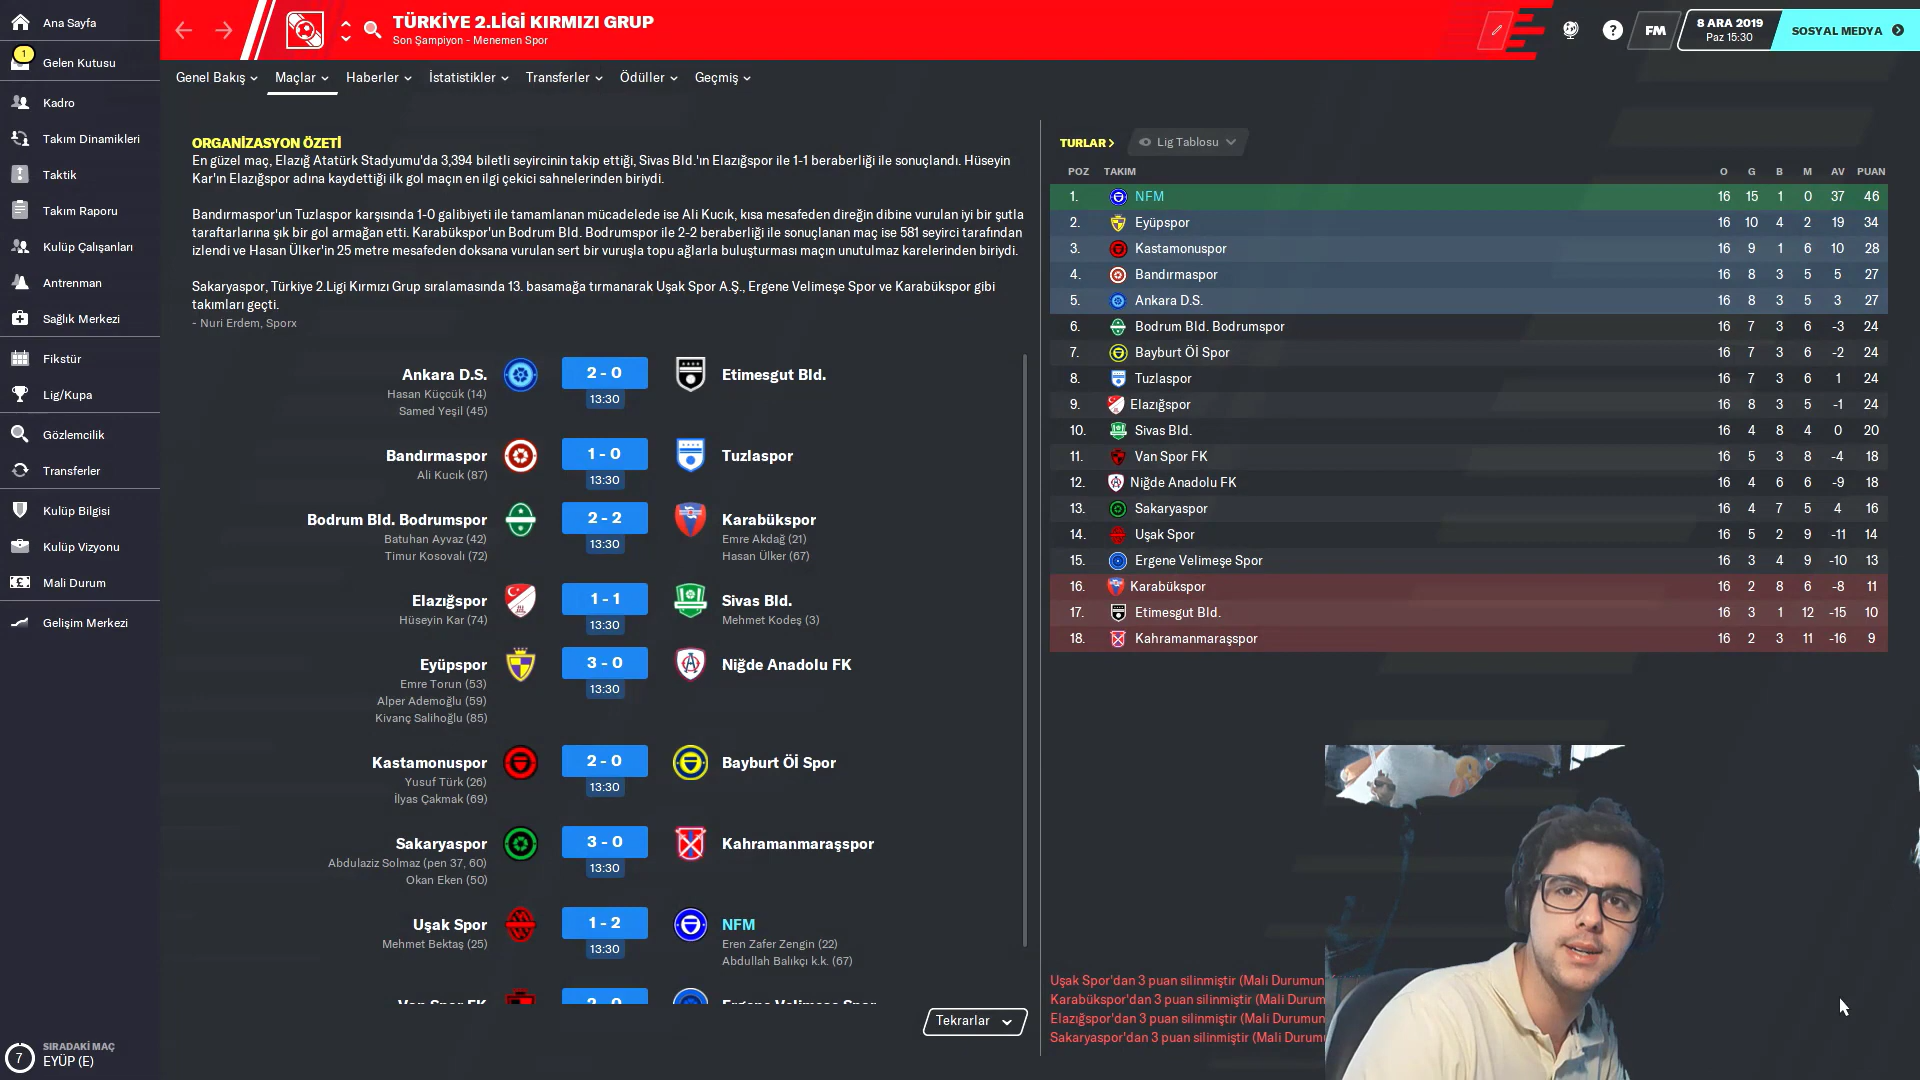 Ana Sayfa
1
Gelen Kutusu
Kadro
Takım Dinamikleri
Taktik
Takım Raporu
Kulüp Çalışanları
Antrenman
Sağlık Merkezi
Fikstür
Lig/Kupa
Gözlemcilik
Transferler
Kulüp Bilgisi
Kulüp Vizyonu
Mali Durum
Gelişim Merkezi
7
SIRADAKİ MAÇ
EYÜP (E)
TÜRKİYE 2.LİGİ KIRMIZI GRUP
Son Şampiyon - Menemen Spor
?
FM
8 ARA 2019
Paz 15:30
SOSYAL MEDYA
Genel Bakış
Maçlar
Haberler
İstatistikler
Transferler
Ödüller
Geçmiş
ORGANİZASYON ÖZETİ
En güzel maç, Elazığ Atatürk Stadyumu'da 3,394 biletli seyircinin takip ettiği, Sivas Bld.'ın Elazığspor ile 1-1 beraberliği ile sonuçlandı. Hüseyin
Kar'ın Elazığspor adına kaydettiği ilk gol maçın en ilgi çekici sahnelerinden biriydi.
Bandırmaspor'un Tuzlaspor karşısında 1-0 galibiyeti ile tamamlanan mücadelede ise Ali Kucık, kısa mesafeden direğin dibine vurulan iyi bir şutla
taraftarlarına şık bir gol armağan etti. Karabükspor'un Bodrum Bld. Bodrumspor ile 2-2 beraberliği ile sonuçlanan maç ise 581 seyirci tarafından
izlendi ve Hasan Ülker'in 25 metre mesafeden doksana vurulan sert bir vuruşla topu ağlarla buluşturması maçın unutulmaz karelerinden biriydi.
Sakaryaspor, Türkiye 2.Ligi Kırmızı Grup sıralamasında 13. basamağa tırmanarak Uşak Spor A.Ş., Ergene Velimeşe Spor ve Karabükspor gibi
takımları geçti.
- Nuri Erdem, Sporx
Ankara D.S. 2 - 0 Etimesgut Bld.
Hasan Küçcük (14) 13:30
Samed Yeşil (45)
Bandırmaspor 1 - 0 Tuzlaspor
Ali Kucık (87) 13:30
Bodrum Bld. Bodrumspor 2 - 2 Karabükspor
Batuhan Ayvaz (42) 13:30 Emre Akdağ (21)
Timur Kosovalı (72) Hasan Ülker (67)
Elazığspor 1 - 1 Sivas Bld.
Hüseyin Kar (74) 13:30 Mehmet Kodeş (3)
Eyüpspor 3 - 0 Niğde Anadolu FK
Emre Torun (53) 13:30
Alper Ademoğlu (59)
Kivanç Salihoğlu (85)
Kastamonuspor 2 - 0 Bayburt Öİ Spor
Yusuf Türk (26) 13:30
İlyas Çakmak (69)
Sakaryaspor 3 - 0 Kahramanmaraşspor
Abdulaziz Solmaz (pen 37, 60) 13:30
Okan Eken (50)
Uşak Spor 1 - 2 NFM
Mehmet Bektaş (25) 13:30 Eren Zafer Zengin (22)
Abdullah Balıkçı k.k. (67)
Van Spor FK 2 - 0 Ergene Velimeşe Spor
Tekrarlar
TURLAR
Lig Tablosu
POZ TAKIM O G B M AV PUAN
1. NFM 16 15 1 0 37 46
2. Eyüpspor 16 10 4 2 19 34
3. Kastamonuspor 16 9 1 6 10 28
4. Bandırmaspor 16 8 3 5 5 27
5. Ankara D.S. 16 8 3 5 3 27
6. Bodrum Bld. Bodrumspor 16 7 3 6 -3 24
7. Bayburt Öİ Spor 16 7 3 6 -2 24
8. Tuzlaspor 16 7 3 6 1 24
9. Elazığspor 16 8 3 5 -1 24
10. Sivas Bld. 16 4 8 4 0 20
11. Van Spor FK 16 5 3 8 -4 18
12. Niğde Anadolu FK 16 4 6 6 -9 18
13. Sakaryaspor 16 4 7 5 4 16
14. Uşak Spor 16 5 2 9 -11 14
15. Ergene Velimeşe Spor 16 3 4 9 -10 13
16. Karabükspor 16 2 8 6 -8 11
17. Etimesgut Bld. 16 3 1 12 -15 10
18. Kahramanmaraşspor 16 2 3 11 -16 9
Uşak Spor'dan 3 puan silinmiştir (Mali Durumun
Karabükspor'dan 3 puan silinmiştir (Mali Durum
Elazığspor'dan 3 puan silinmiştir (Mali Durumun
Sakaryaspor'dan 3 puan silinmiştir (Mali Durum